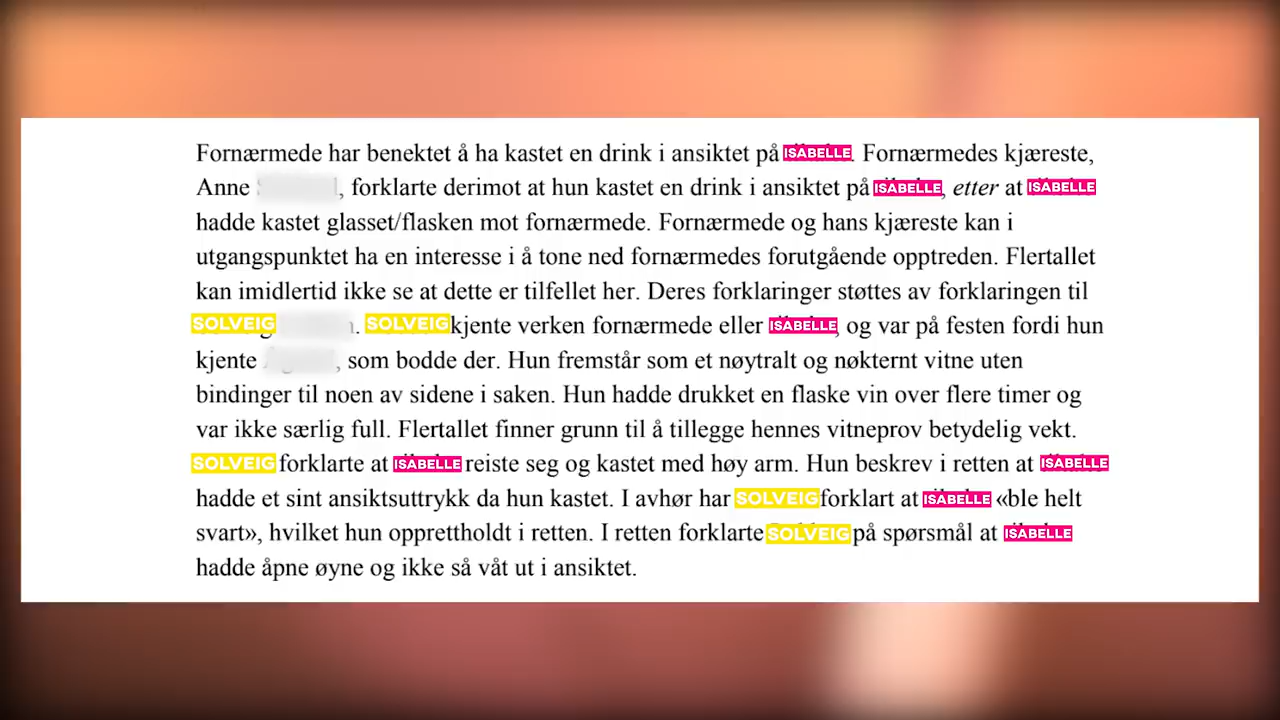 Fornærmede har benektet å ha kastet en drink i ansiktet på ISABELLE. Fornærmedes kjæreste,
Anne , forklarte derimot at hun kastet en drink i ansiktet på ISABELLE, etter at ISABELLE
hadde kastet glasset/flasken mot fornærmede. Fornærmede og hans kjæreste kan i
utgangspunktet ha en interesse i å tone ned fornærmedes forutgående opptreden. Flertallet
kan imidlertid ikke se at dette er tilfellet her. Deres forklaringer støttes av forklaringen til
SOLVEIG . SOLVEIG kjente verken fornærmede eller ISABELLE, og var på festen fordi hun
kjente , som bodde der. Hun fremstår som et nøytralt og nøkternt vitne uten
bindinger til noen av sidene i saken. Hun hadde drukket en flaske vin over flere timer og
var ikke særlig full. Flertallet finner grunn til å tillegge hennes vitneprov betydelig vekt.
SOLVEIG forklarte at ISABELLE reiste seg og kastet med høy arm. Hun beskrev i retten at ISABELLE
hadde et sint ansiktsuttrykk da hun kastet. I avhør har SOLVEIG forklart at ISABELLE «ble helt
svart», hvilket hun opprettholdt i retten. I retten forklarte SOLVEIG på spørsmål at ISABELLE
hadde åpne øyne og ikke så våt ut i ansiktet.